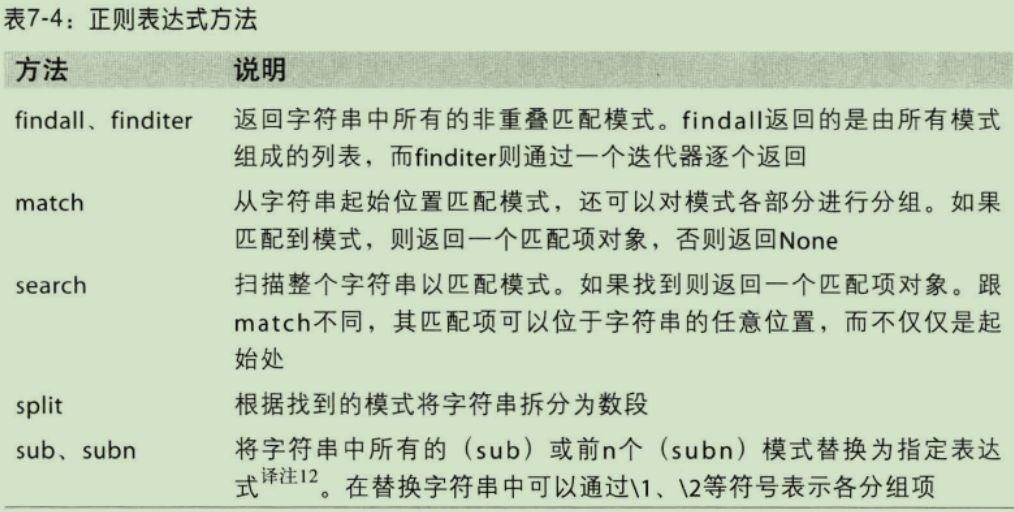 表7-4：正则表达式方法
方法 说明
findall、finditer 返回字符串中所有的非重叠匹配模式。findall返回的是由所有模式
组成的列表，而finditer则通过一个迭代器逐个返回
match 从字符串起始位置匹配模式，还可以对模式各部分进行分组。如果
匹配到模式，则返回一个匹配项对象，否则返回None
search 扫描整个字符串以匹配模式。如果找到则返回一个匹配项对象。跟
match不同，其匹配项可以位于字符串的任意位置，而不仅仅是起
始处
split 根据找到的模式将字符串拆分为数段
sub、subn 将字符串中所有的（sub）或前n个（subn）模式替换为指定表达
式译注12。在替换字符串中可以通过\1、\2等符号表示各分组项